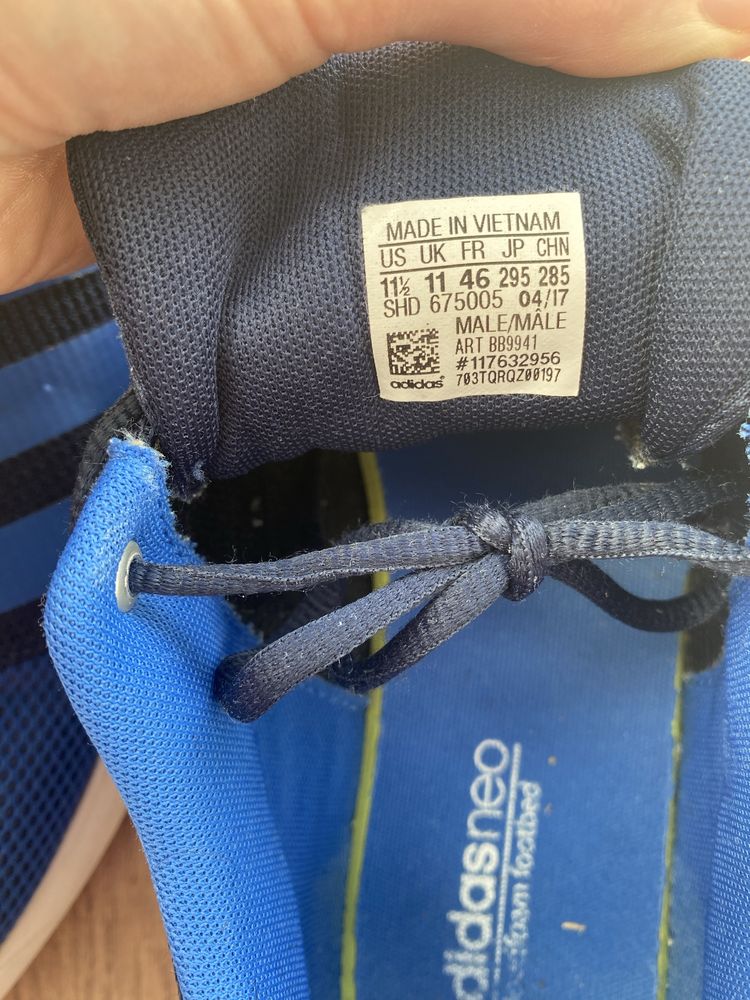 MADE IN VIETNAM
US UK FR JP CHN
11½ 11 46 295 285
SHD 675005 04/17
MALE/MÂLE
ART BB9941
#117632956
adidas
703TQRQZ00197
adidasneo
foam footbed